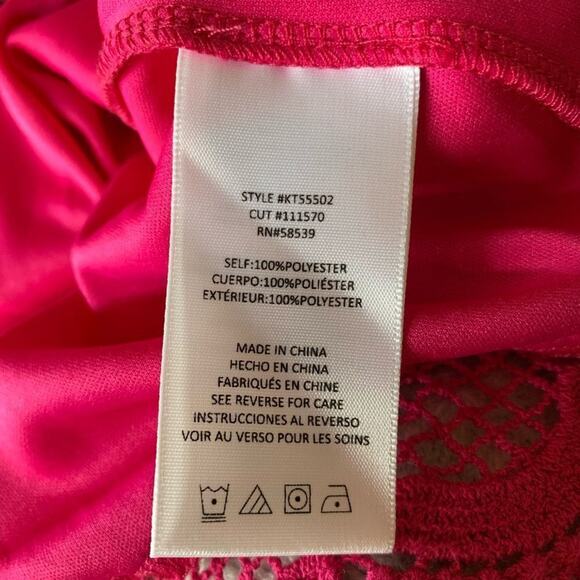 STYLE #KT55502
CUT #111570
RN#58539
SELF:100%POLYESTER
CUERPO:100%POLIÉSTER
EXTÉRIEUR:100%POLYESTER
MADE IN CHINA
HECHO EN CHINA
FABRIQUÉS EN CHINE
SEE REVERSE FOR CARE
INSTRUCCIONES AL REVERSO
VOIR AU VERSO POUR LES SOINS